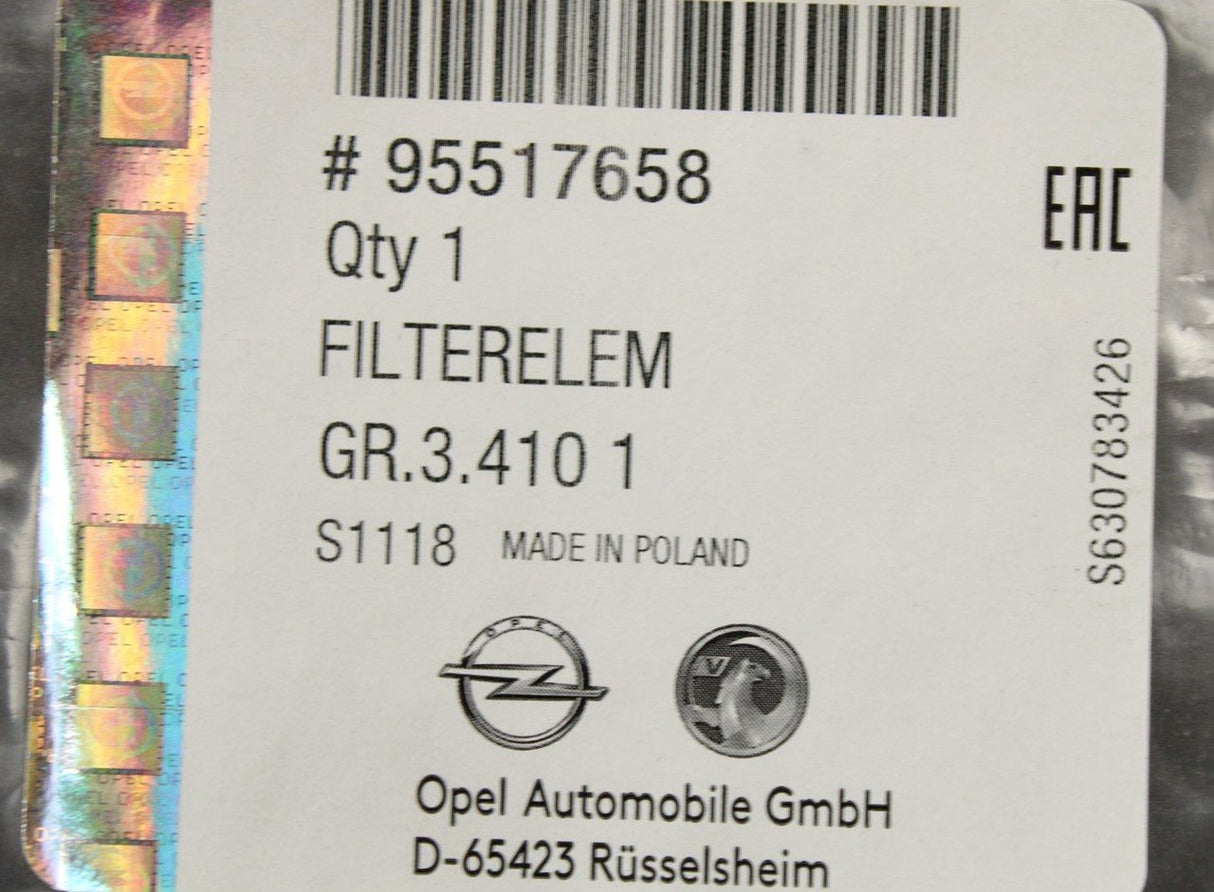 # 95517658
Qty 1
FILTERELEM
GR.3.410 1
S1118 MADE IN POLAND
EAC
S630783426
OPEL
V
Opel Automobile GmbH
D-65423 Rüsselsheim